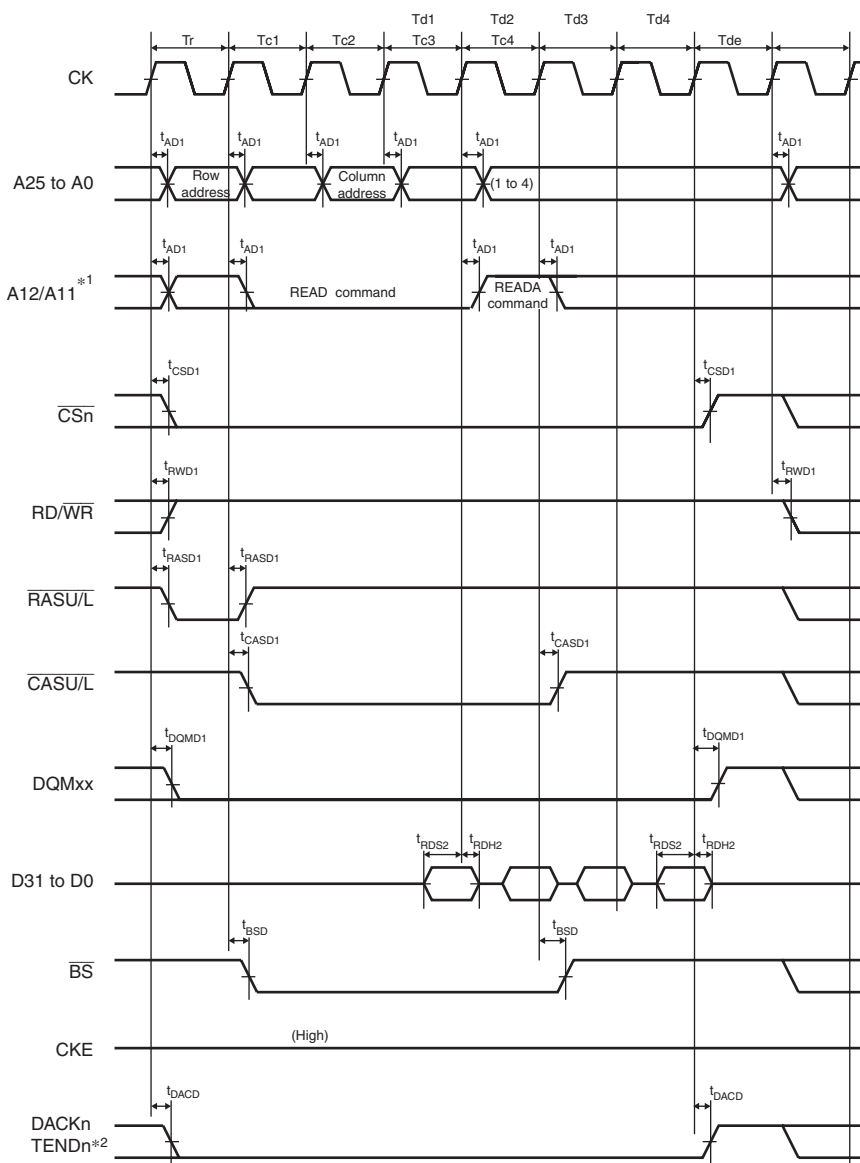 Td1 Td2 Td3 Td4
Tr Tc1 Tc2 Tc3 Tc4 Tde
CK
tAD1 tAD1 tAD1 tAD1 tAD1 tAD1
A25 to A0
Row address
Column address
(1 to 4)
tAD1 tAD1 tAD1 tAD1
A12/A11*1
READ command
READA command
tCSD1 tCSD1
CSn
tRWD1 tRWD1
RD/WR
tRASD1 tRASD1
RASU/L
tCASD1 tCASD1
CASU/L
tDQMD1 tDQMD1
DQMxx
tRDS2 tRDH2 tRDS2 tRDH2
D31 to D0
tBSD tBSD
BS
(High)
CKE
tDACD tDACD
DACKn
TENDn*2